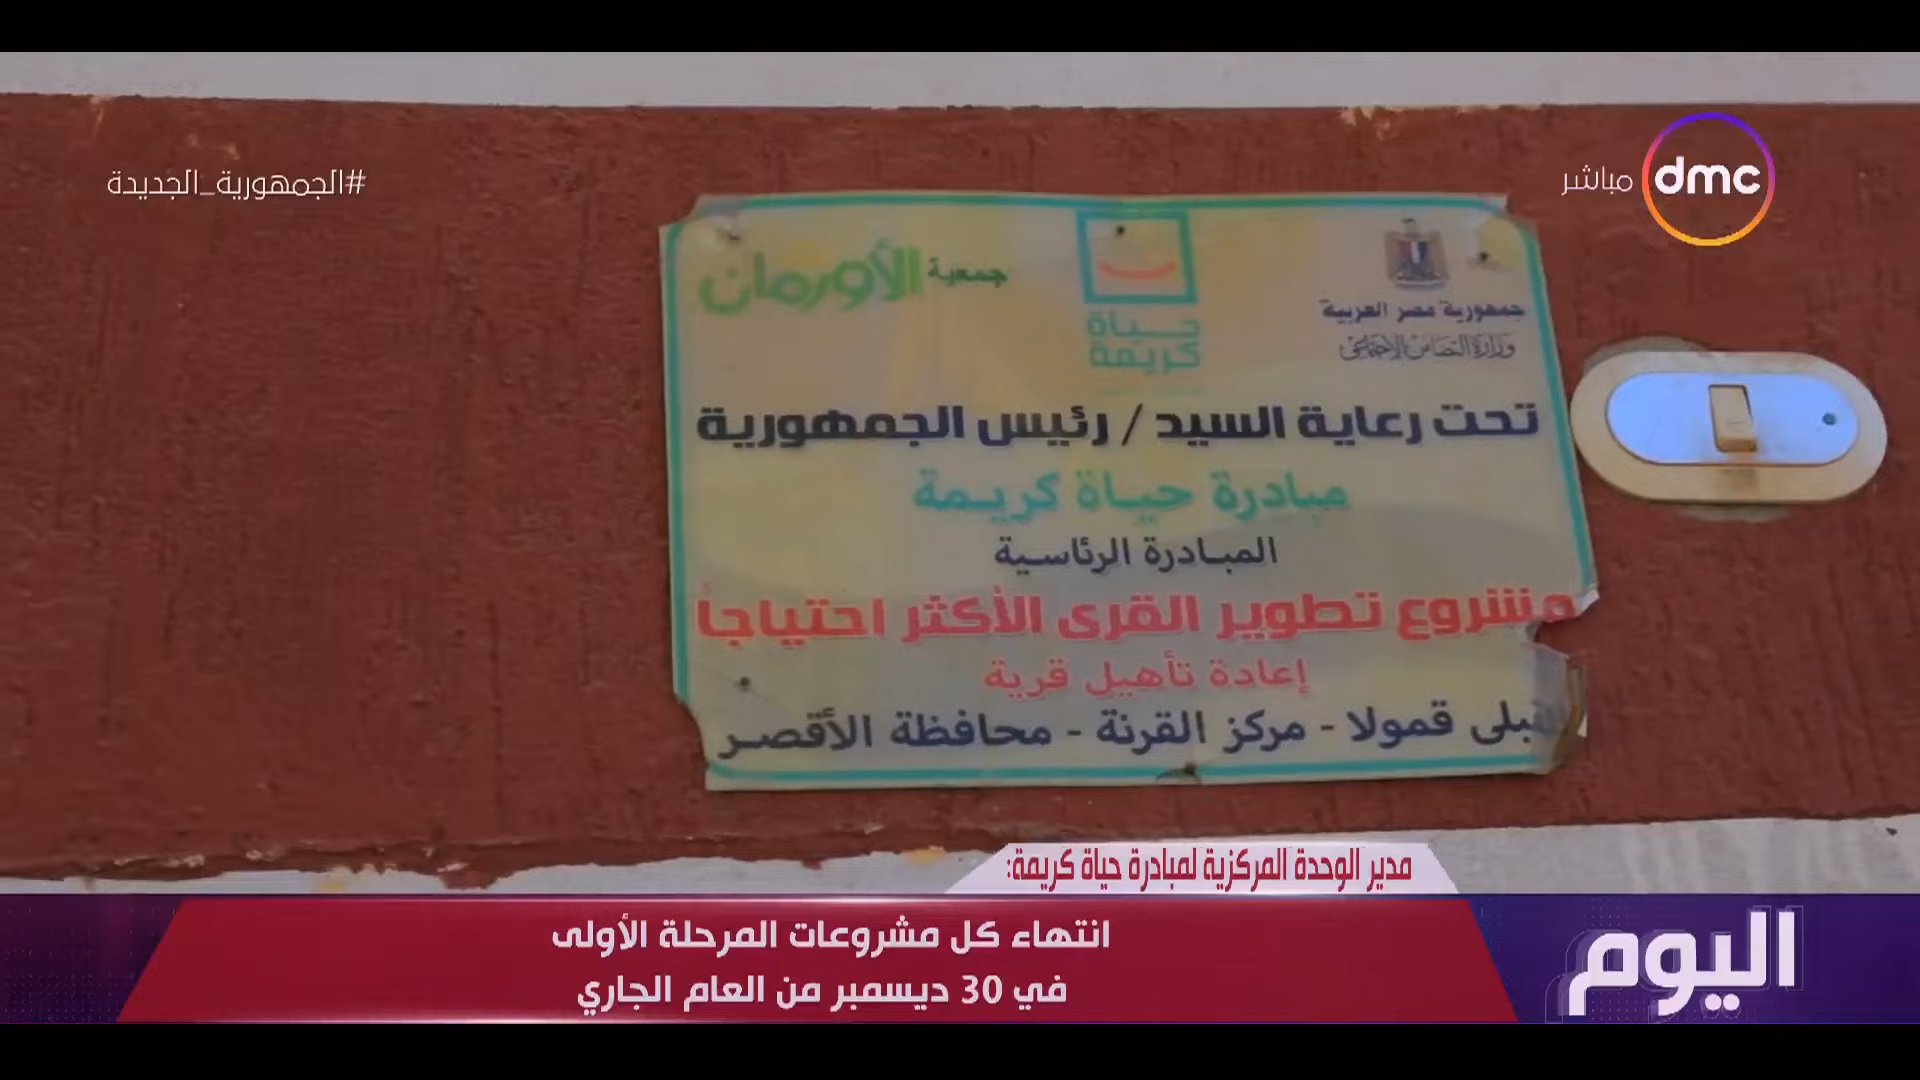 #الجمهورية_الجديدة
مباشر
dmc
جمهورية مصر العربية
وزارة التضامن الاجتماعي
حياة
كريمة
جمعية الأورمان
تحت رعاية السيد / رئيس الجمهورية
مبادرة حياة كريمة
المبادرة الرئاسية
مشروع تطوير القرى الأكثر احتياجاً
إعادة تأهيل قرية
قمولا - مركز القرنة - محافظة الأقصر
مدير الوحدة المركزية لمبادرة حياة كريمة:
انتهاء كل مشروعات المرحلة الأولى
في 30 ديسمبر من العام الجاري
اليوم